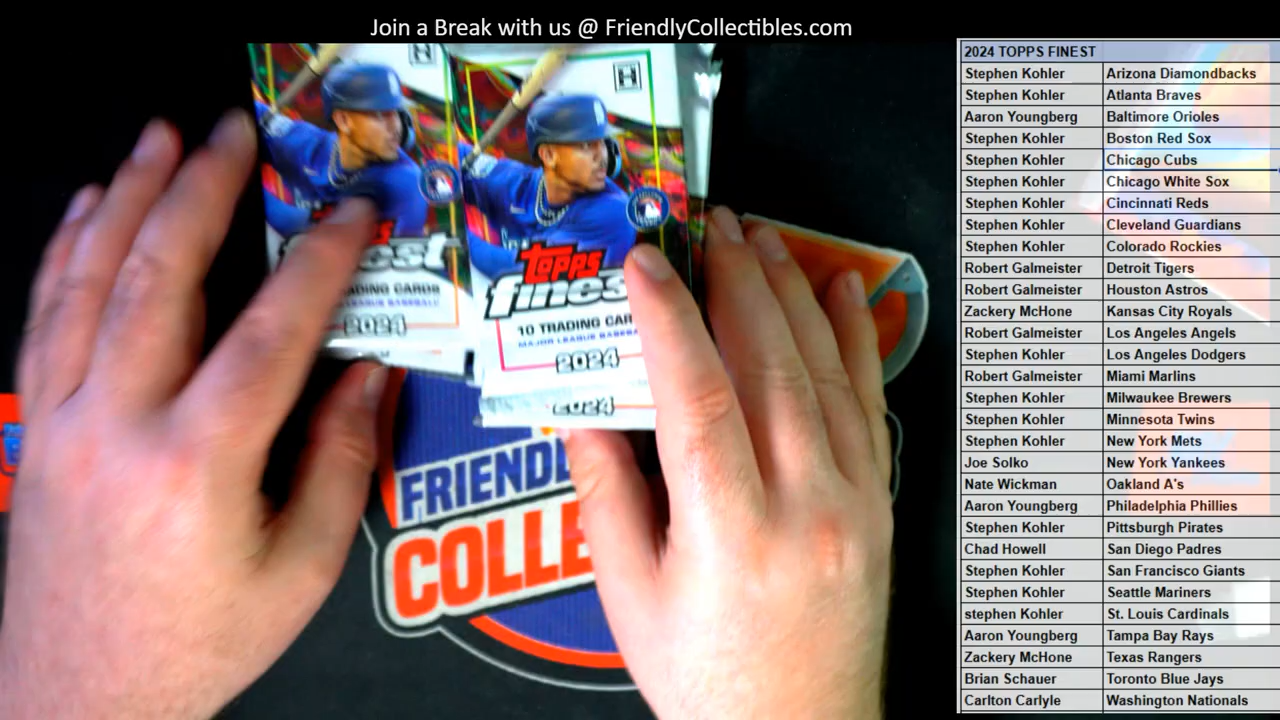 Join a Break with us @ FriendlyCollectibles.com
2024 TOPPS FINEST
Stephen Kohler Arizona Diamondbacks
Stephen Kohler Atlanta Braves
Aaron Youngberg Baltimore Orioles
Stephen Kohler Boston Red Sox
Stephen Kohler Chicago Cubs
Stephen Kohler Chicago White Sox
Stephen Kohler Cincinnati Reds
Stephen Kohler Cleveland Guardians
Stephen Kohler Colorado Rockies
Robert Galmeister Detroit Tigers
Robert Galmeister Houston Astros
Zackery McHone Kansas City Royals
Robert Galmeister Los Angeles Angels
Stephen Kohler Los Angeles Dodgers
Robert Galmeister Miami Marlins
Stephen Kohler Milwaukee Brewers
Stephen Kohler Minnesota Twins
Stephen Kohler New York Mets
Joe Solko New York Yankees
Nate Wickman Oakland A's
Aaron Youngberg Philadelphia Phillies
Stephen Kohler Pittsburgh Pirates
Chad Howell San Diego Padres
Stephen Kohler San Francisco Giants
Stephen Kohler Seattle Mariners
stephen Kohler St. Louis Cardinals
Aaron Youngberg Tampa Bay Rays
Zackery McHone Texas Rangers
Brian Schauer Toronto Blue Jays
Carlton Carlyle Washington Nationals
H
CARDS
LEAGUE BASEBALL
2024
H
TOPPS
fines
10 TRADING CAR
MAJOR LEAGUE BASEBA
2024
2024
FRIENDL
COLLE